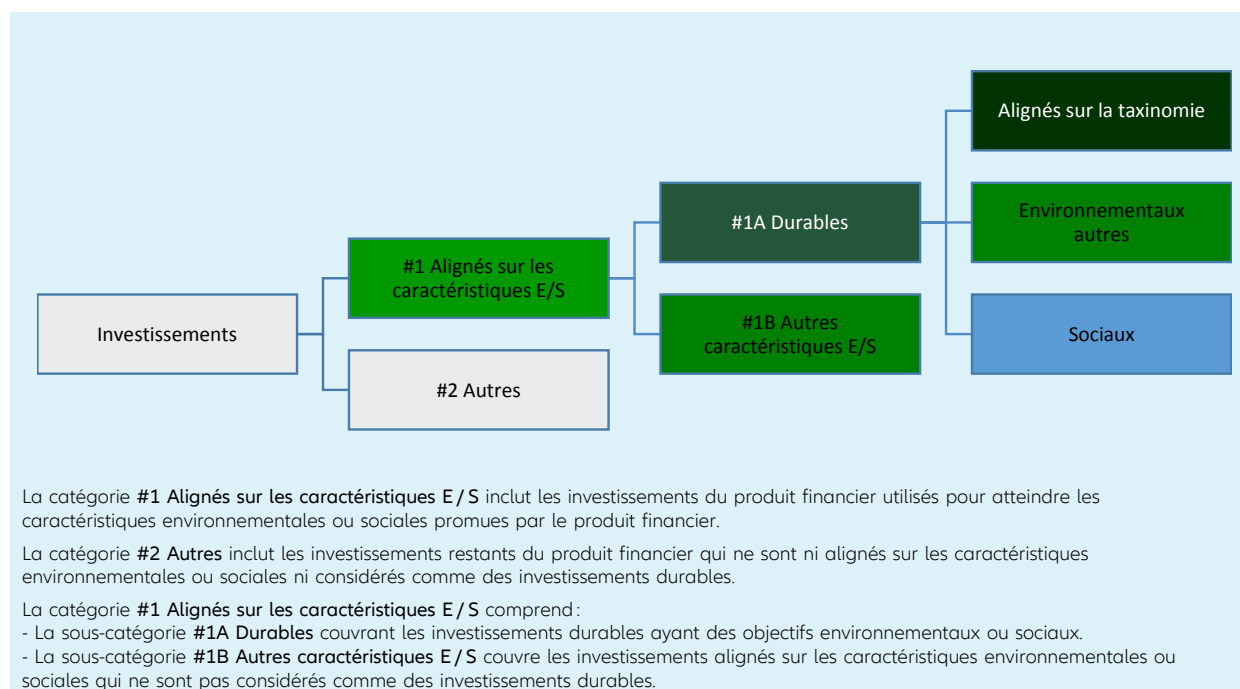 Alignés sur la taxinomie
#1A Durables
Environnementaux
autres
#1 Alignés sur les
caractéristiques E/S
Investissements
#1B Autres
caractéristiques E/S
Sociaux
#2 Autres
La catégorie #1 Alignés sur les caractéristiques E / S inclut les investissements du produit financier utilisés pour atteindre les
caractéristiques environnementales ou sociales promues par le produit financier.
La catégorie #2 Autres inclut les investissements restants du produit financier qui ne sont ni alignés sur les caractéristiques
environnementales ou sociales ni considérés comme des investissements durables.
La catégorie #1 Alignés sur les caractéristiques E / S comprend :
- La sous-catégorie #1A Durables couvrant les investissements durables ayant des objectifs environnementaux ou sociaux.
- La sous-catégorie #1B Autres caractéristiques E / S couvre les investissements alignés sur les caractéristiques environnementales ou
sociales qui ne sont pas considérés comme des investissements durables.